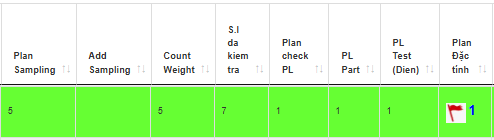 Plan Sampling
Add Sampling
Count Weight
S.l da kiem tra
Plan check PL
PL Part
PL Test (Dien)
Plan Đặc tính
5 5 7 1 1 1 1